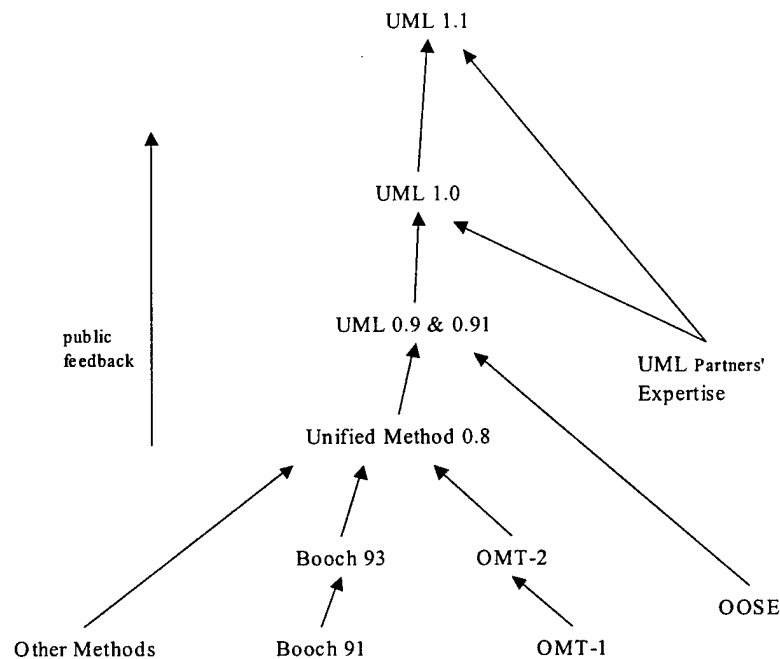 UML 1.1
UML 1.0
UML 0.9 & 0.91
public
feedback
UML Partners'
Expertise
Unified Method 0.8
Booch 93
OMT-2
OOSE
Other Methods
Booch 91
OMT-1